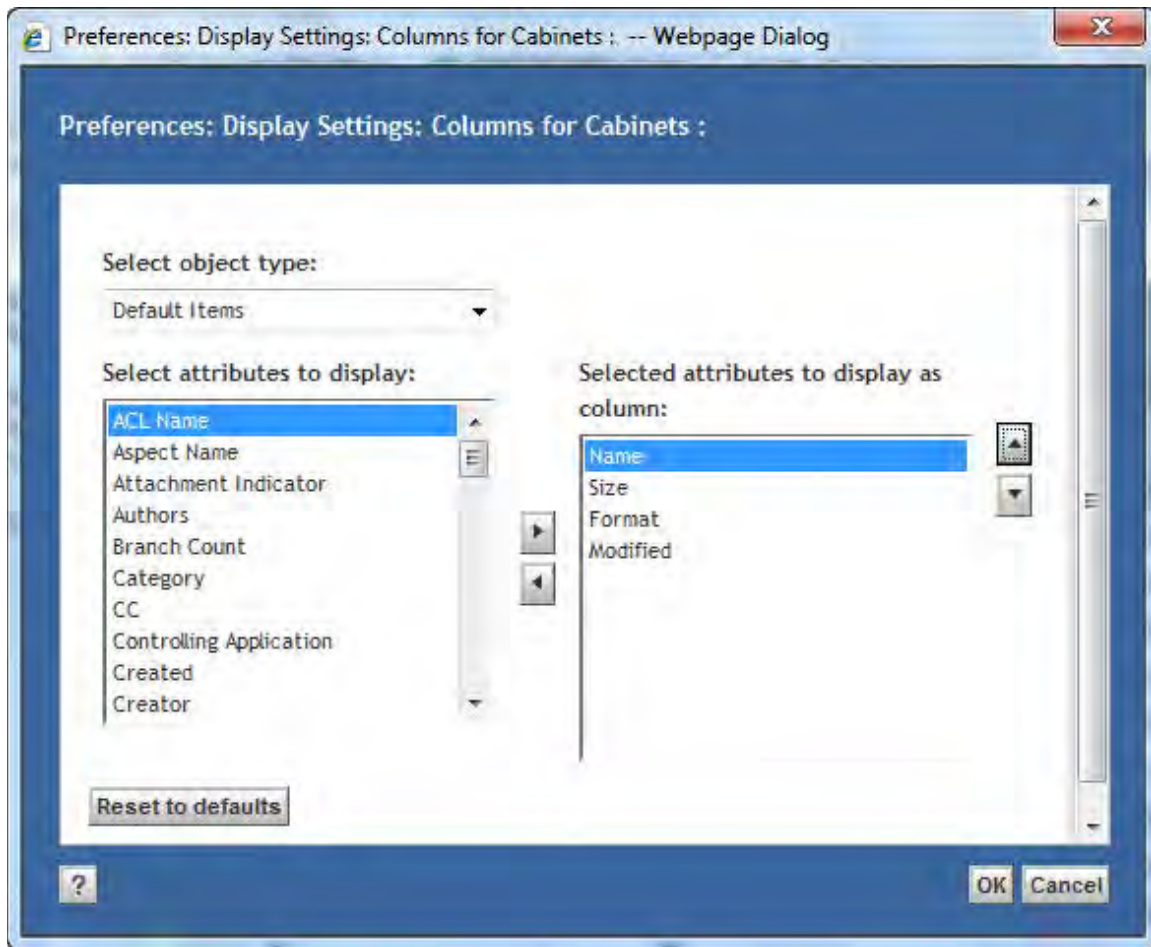 Preferences: Display Settings: Columns for Cabinets : -- Webpage Dialog
Preferences: Display Settings: Columns for Cabinets :
Select object type:
Default Items
Select attributes to display:
ACL Name
Aspect Name
Attachment Indicator
Authors
Branch Count
Category
CC
Controlling Application
Created
Creator
Selected attributes to display as
column:
Name
Size
Format
Modified
Reset to defaults
?
OK
Cancel